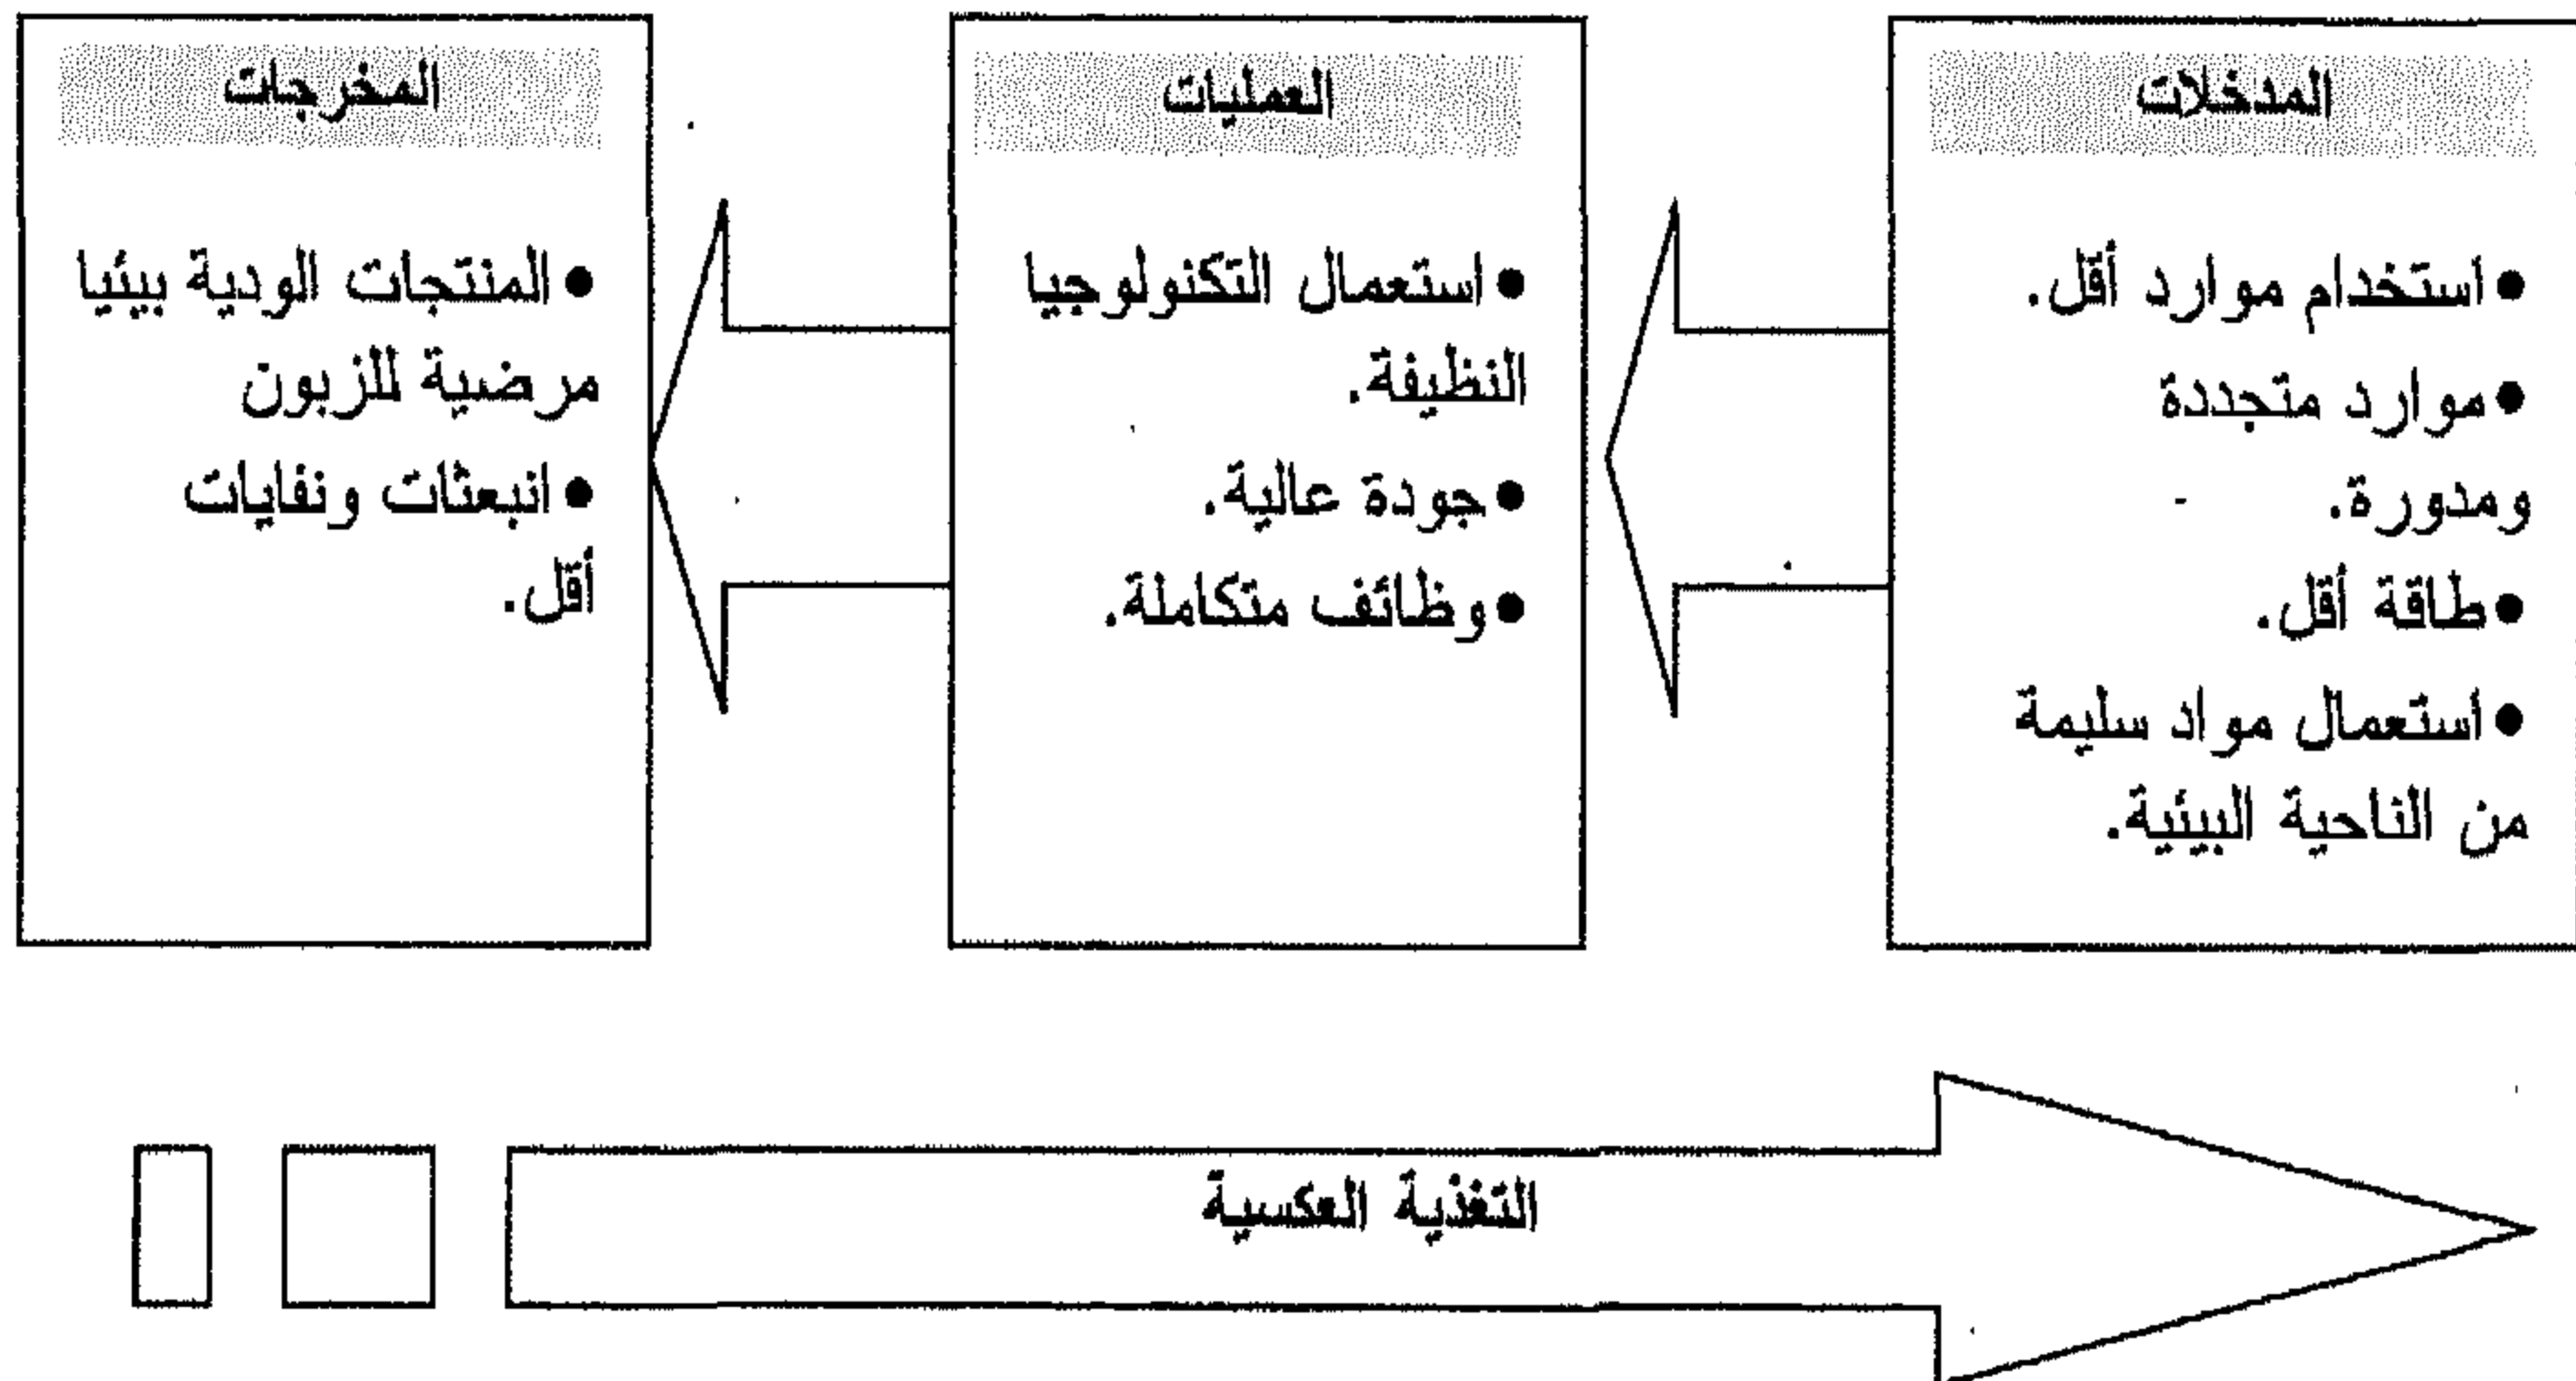 المدخلات
• استخدام موارد أقل.
• موارد متجددة
ومدورة.
• طاقة أقل.
• استعمال مواد سليمة
من الناحية البيئية.
العمليات
• استعمال التكنولوجيا
النظيفة.
• جودة عالية.
• وظائف متكاملة.
المخرجات
• المنتجات الودية بيئيا
مرضية للزبون
• انبعثات ونفايات
أقل.
التغذية العكسية